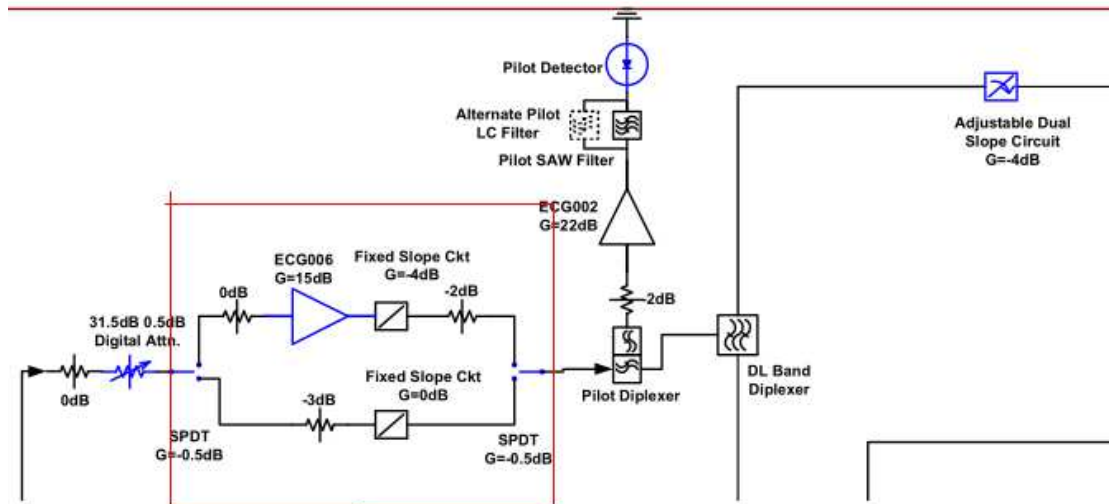 Pilot Detector
Alternate Pilot
LC Filter
Pilot SAW Filter
Adjustable Dual
Slope Circuit
G=-4dB
ECG002
G=22dB
ECG006
G=15dB
Fixed Slope Ckt
G=-4dB
0dB
-2dB
-2dB
31.5dB 0.5dB
Digital Attn.
0dB
Fixed Slope Ckt
G=0dB
-3dB
SPDT
G=-0.5dB
SPDT
G=-0.5dB
Pilot Diplexer
DL Band
Diplexer